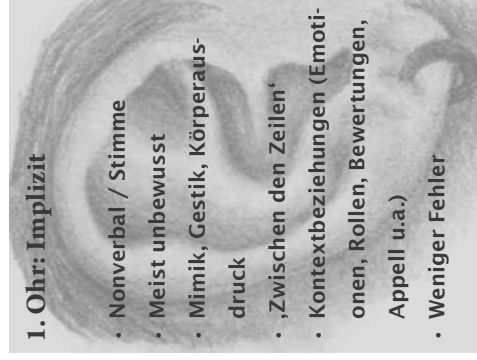 1. Ohr: Implizit
• Nonverbal / Stimme
• Meist unbewusst
• Mimik, Gestik, Körperaus-
druck
• ‚Zwischen den Zeilen‘
• Kontextbeziehungen (Emoti-
onen, Rollen, Bewertungen,
Appell u.a.)
• Weniger Fehler